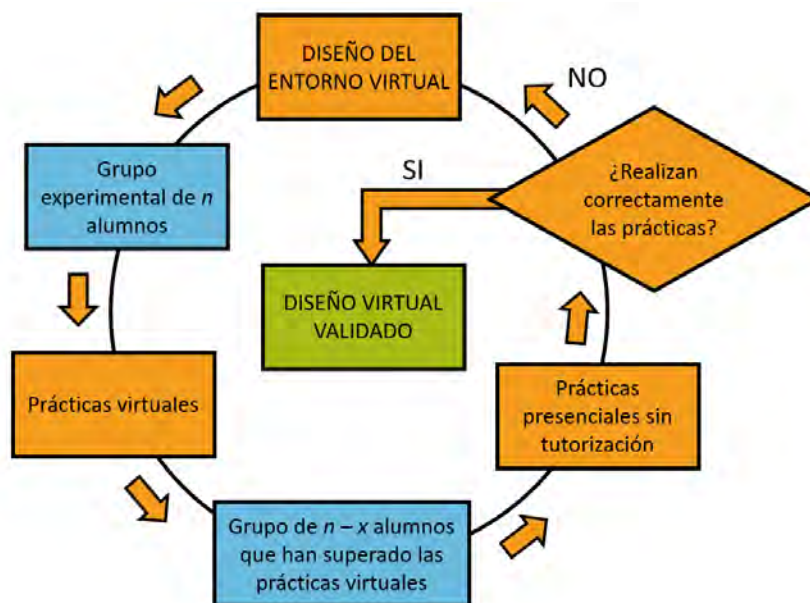 DISEÑO DEL
ENTORNO VIRTUAL
NO
Grupo
experimental de n
alumnos
SI
¿Realizan
correctamente
las prácticas?
DISEÑO VIRTUAL
VALIDADO
Prácticas virtuales
Prácticas
presenciales sin
tutorización
Grupo de n – x alumnos
que han superado las
prácticas virtuales